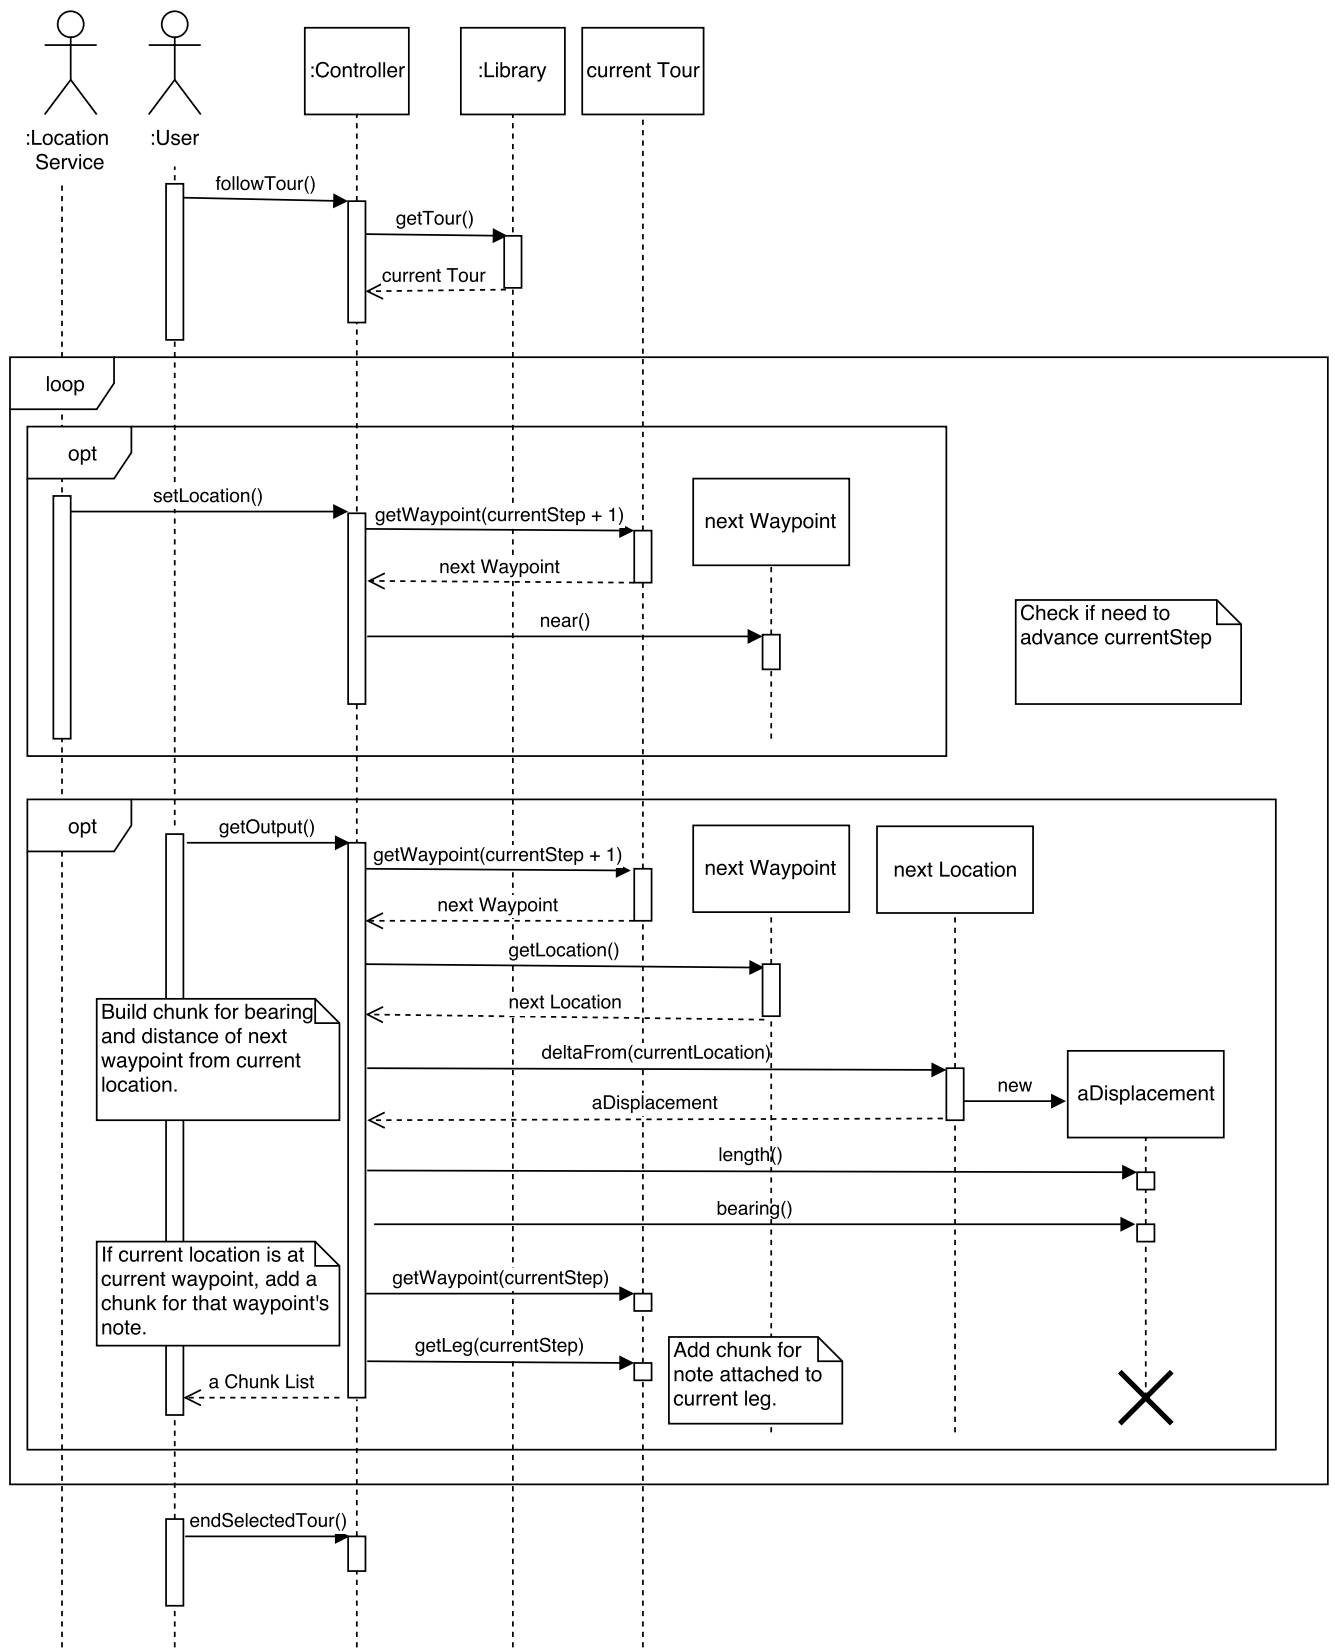 :Location
Service
:User
:Controller
:Library
current Tour
followTour()
getTour()
current Tour
loop
opt
setLocation()
getWaypoint(currentStep + 1)
next Waypoint
next Waypoint
near()
Check if need to
advance currentStep
opt
getOutput()
getWaypoint(currentStep + 1)
next Waypoint
next Location
next Waypoint
getLocation()
next Location
Build chunk for bearing
and distance of next
waypoint from current
location.
deltaFrom(currentLocation)
new
aDisplacement
aDisplacement
length()
bearing()
If current location is at
current waypoint, add a
chunk for that waypoint's
note.
getWaypoint(currentStep)
getLeg(currentStep)
Add chunk for
note attached to
current leg.
a Chunk List
endSelectedTour()